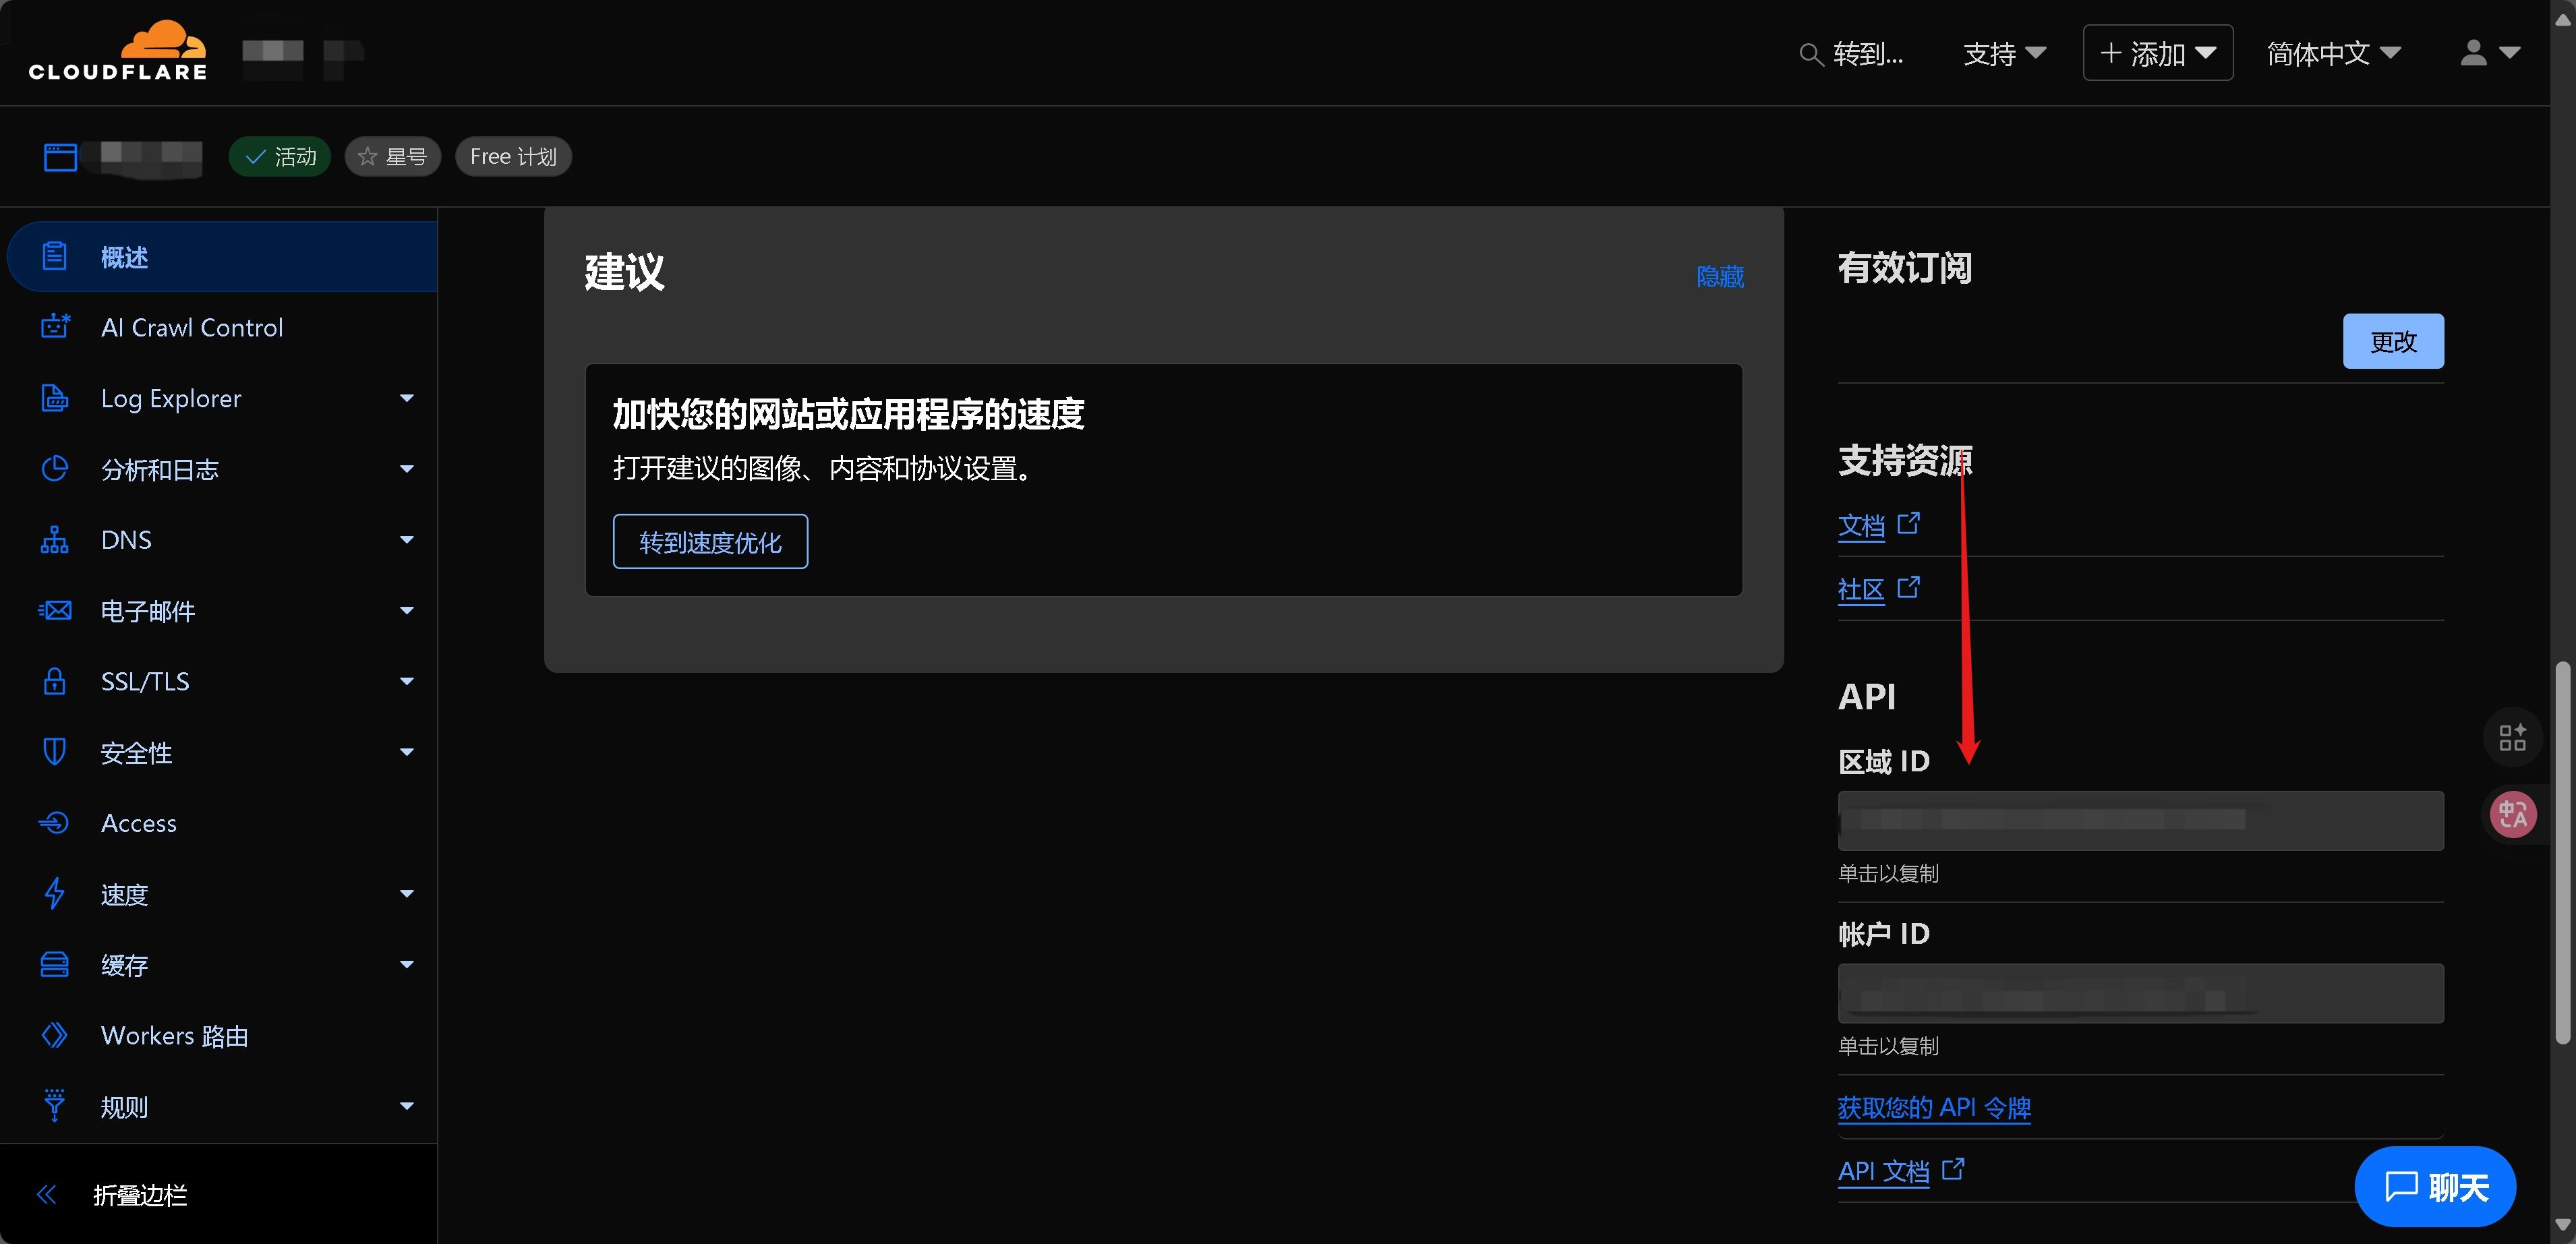 CLOUDFLARE
转到...
支持
添加
简体中文
活动
星号
Free 计划
概述
AI Crawl Control
Log Explorer
分析和日志
DNS
电子邮件
SSL/TLS
安全性
Access
速度
缓存
Workers 路由
规则
折叠边栏
建议
隐藏
加快您的网站或应用程序的速度
打开建议的图像、内容和协议设置。
转到速度优化
有效订阅
更改
支持资源
文档
社区
API
区域 ID
单击以复制
帐户 ID
单击以复制
获取您的 API 令牌
API 文档
中A
聊天